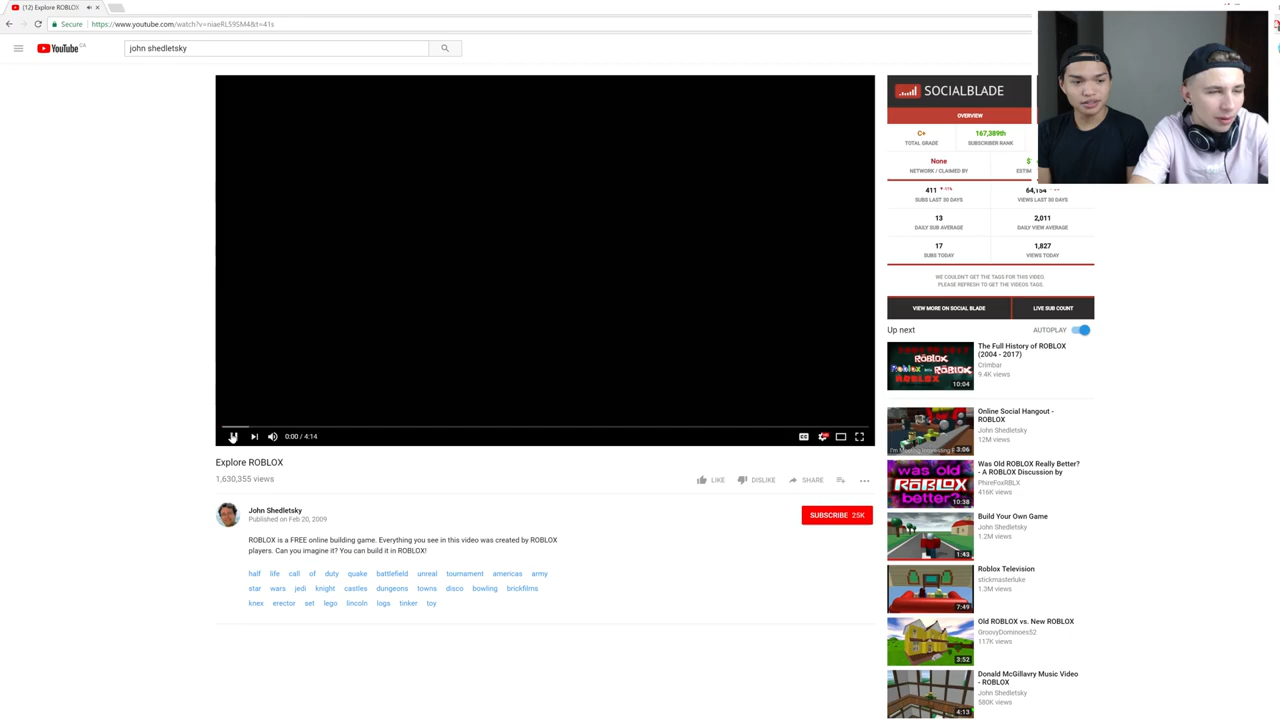 (12) Explore ROBLOX
Secure
https://www.youtube.com/watch?v=niaeRL59SM4&t=41s
YouTube CA
john shedletsky
0:00 / 4:14
Explore ROBLOX
1,630,355 views
LIKE
DISLIKE
SHARE
John Shedletsky
Published on Feb 20, 2009
SUBSCRIBE 25K
ROBLOX is a FREE online building game. Everything you see in this video was created by ROBLOX
players. Can you imagine it? You can build it in ROBLOX!
half life call of duty quake battlefield unreal tournament americas army
star wars jedi knight castles dungeons towns disco bowling brickfilms
knex erector set lego lincoln logs tinker toy
SOCIALBLADE
OVERVIEW
C+
TOTAL GRADE
167,389th
SUBSCRIBER RANK
None
NETWORK / CLAIMED BY
411
SUBS LAST 30 DAYS
64,154
VIEWS LAST 30 DAYS
13
DAILY SUB AVERAGE
2,011
DAILY VIEW AVERAGE
17
SUBS TODAY
1,827
VIEWS TODAY
WE COULDN'T GET THE TAGS FOR THIS VIDEO,
PLEASE REFRESH TO GET THE VIDEOS TAGS.
VIEW MORE ON SOCIAL BLADE
LIVE SUB COUNT
Up next
AUTOPLAY
The Full History of ROBLOX
(2004 - 2017)
Crimbar
9.4K views
10:04
Online Social Hangout -
ROBLOX
John Shedletsky
12M views
3:06
Was Old ROBLOX Really Better?
- A ROBLOX Discussion by
PhireFoxRBLX
416K views
was old
ROBLOX
better?
10:38
Build Your Own Game
John Shedletsky
1.2M views
1:43
Roblox Television
stickmasterluke
1.3M views
7:49
Old ROBLOX vs. New ROBLOX
GroovyDominoes52
117K views
3:52
Donald McGillavry Music Video
- ROBLOX
John Shedletsky
580K views
4:13